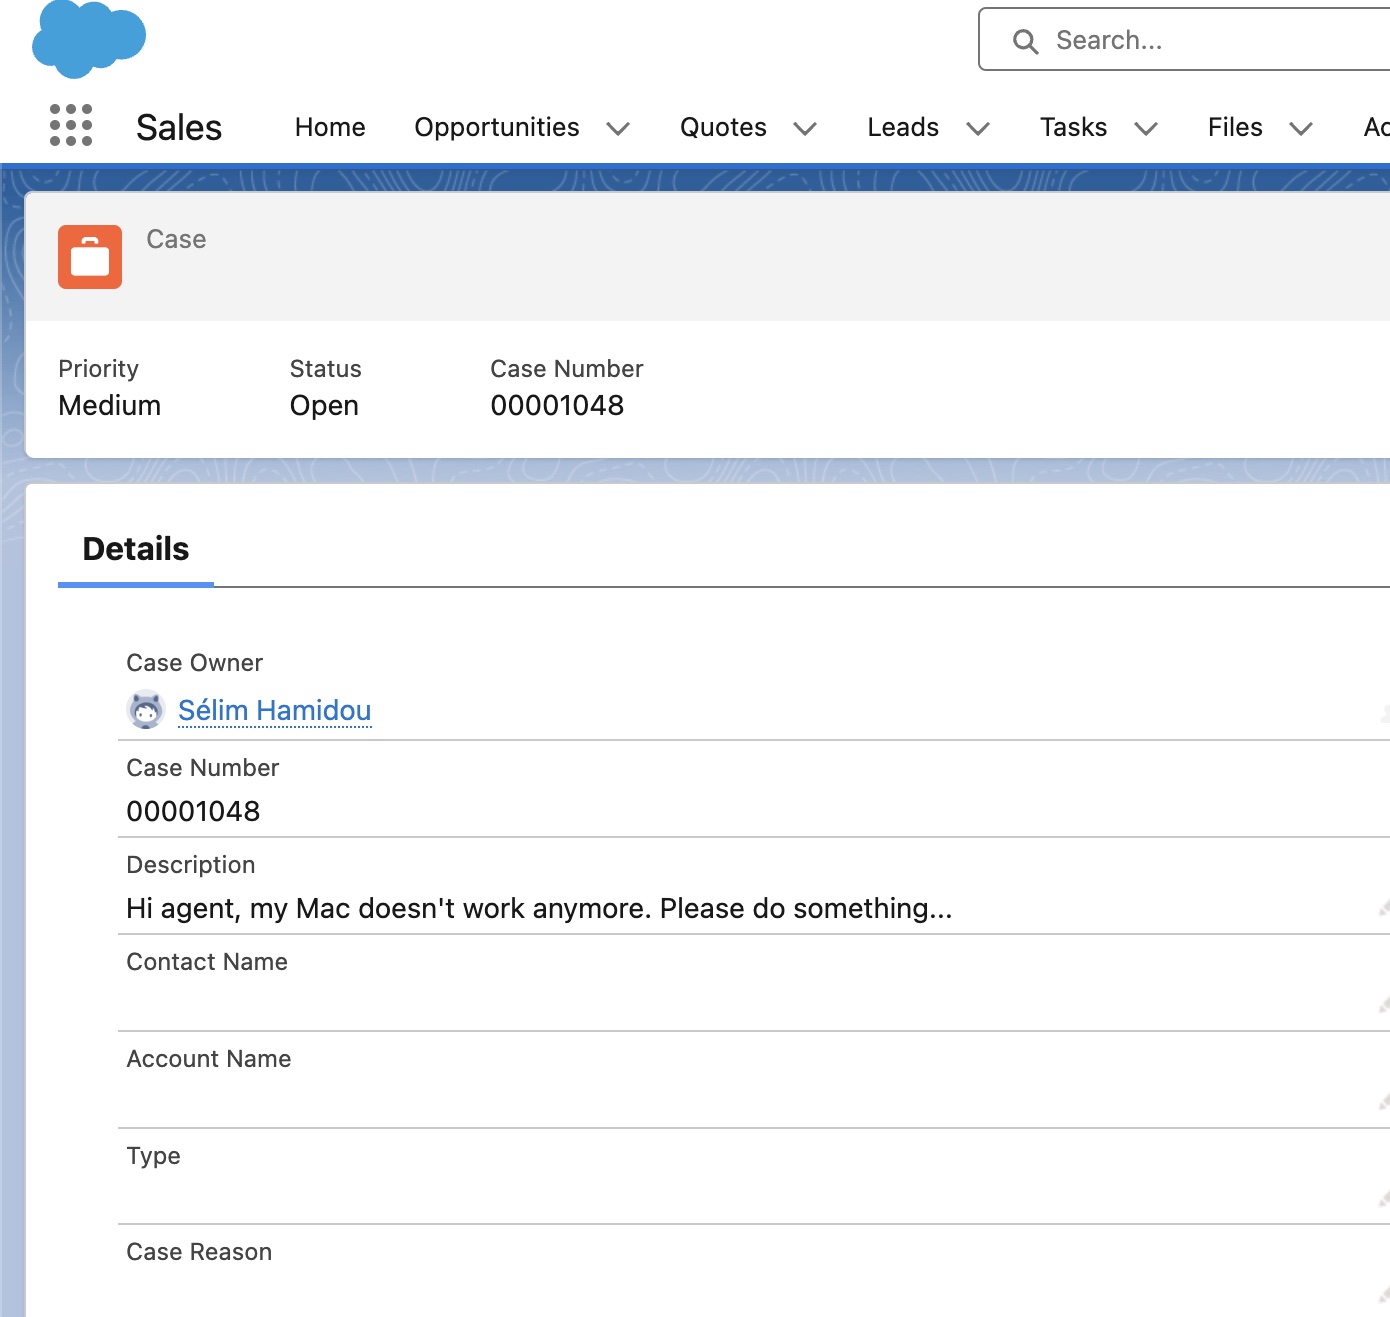 Search...
Sales Home Opportunities Quotes Leads Tasks Files
Case
Priority Status Case Number
Medium Open 00001048
Details
Case Owner
Sélim Hamidou
Case Number
00001048
Description
Hi agent, my Mac doesn't work anymore. Please do something...
Contact Name
Account Name
Type
Case Reason